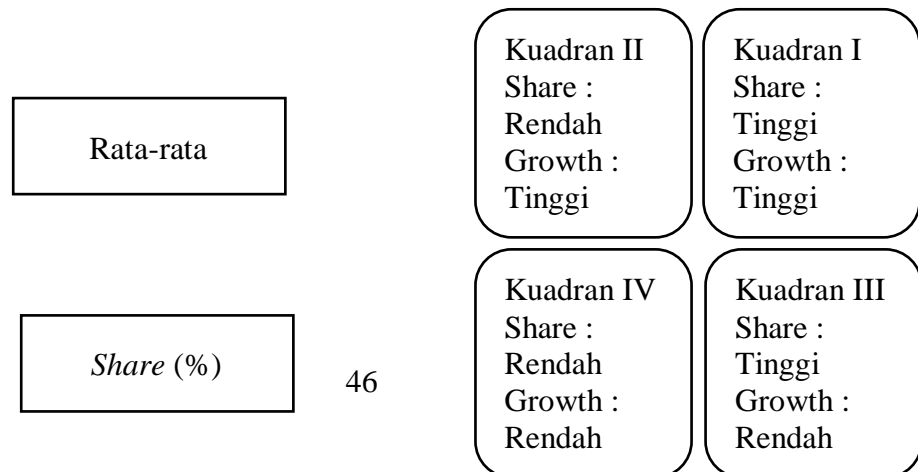 Kuadran II
Share :
Rendah
Growth :
Tinggi
Kuadran I
Share :
Tinggi
Growth :
Tinggi
Rata-rata
Kuadran IV
Share :
Rendah
Growth :
Rendah
Kuadran III
Share :
Tinggi
Growth :
Rendah
Share (%)
46